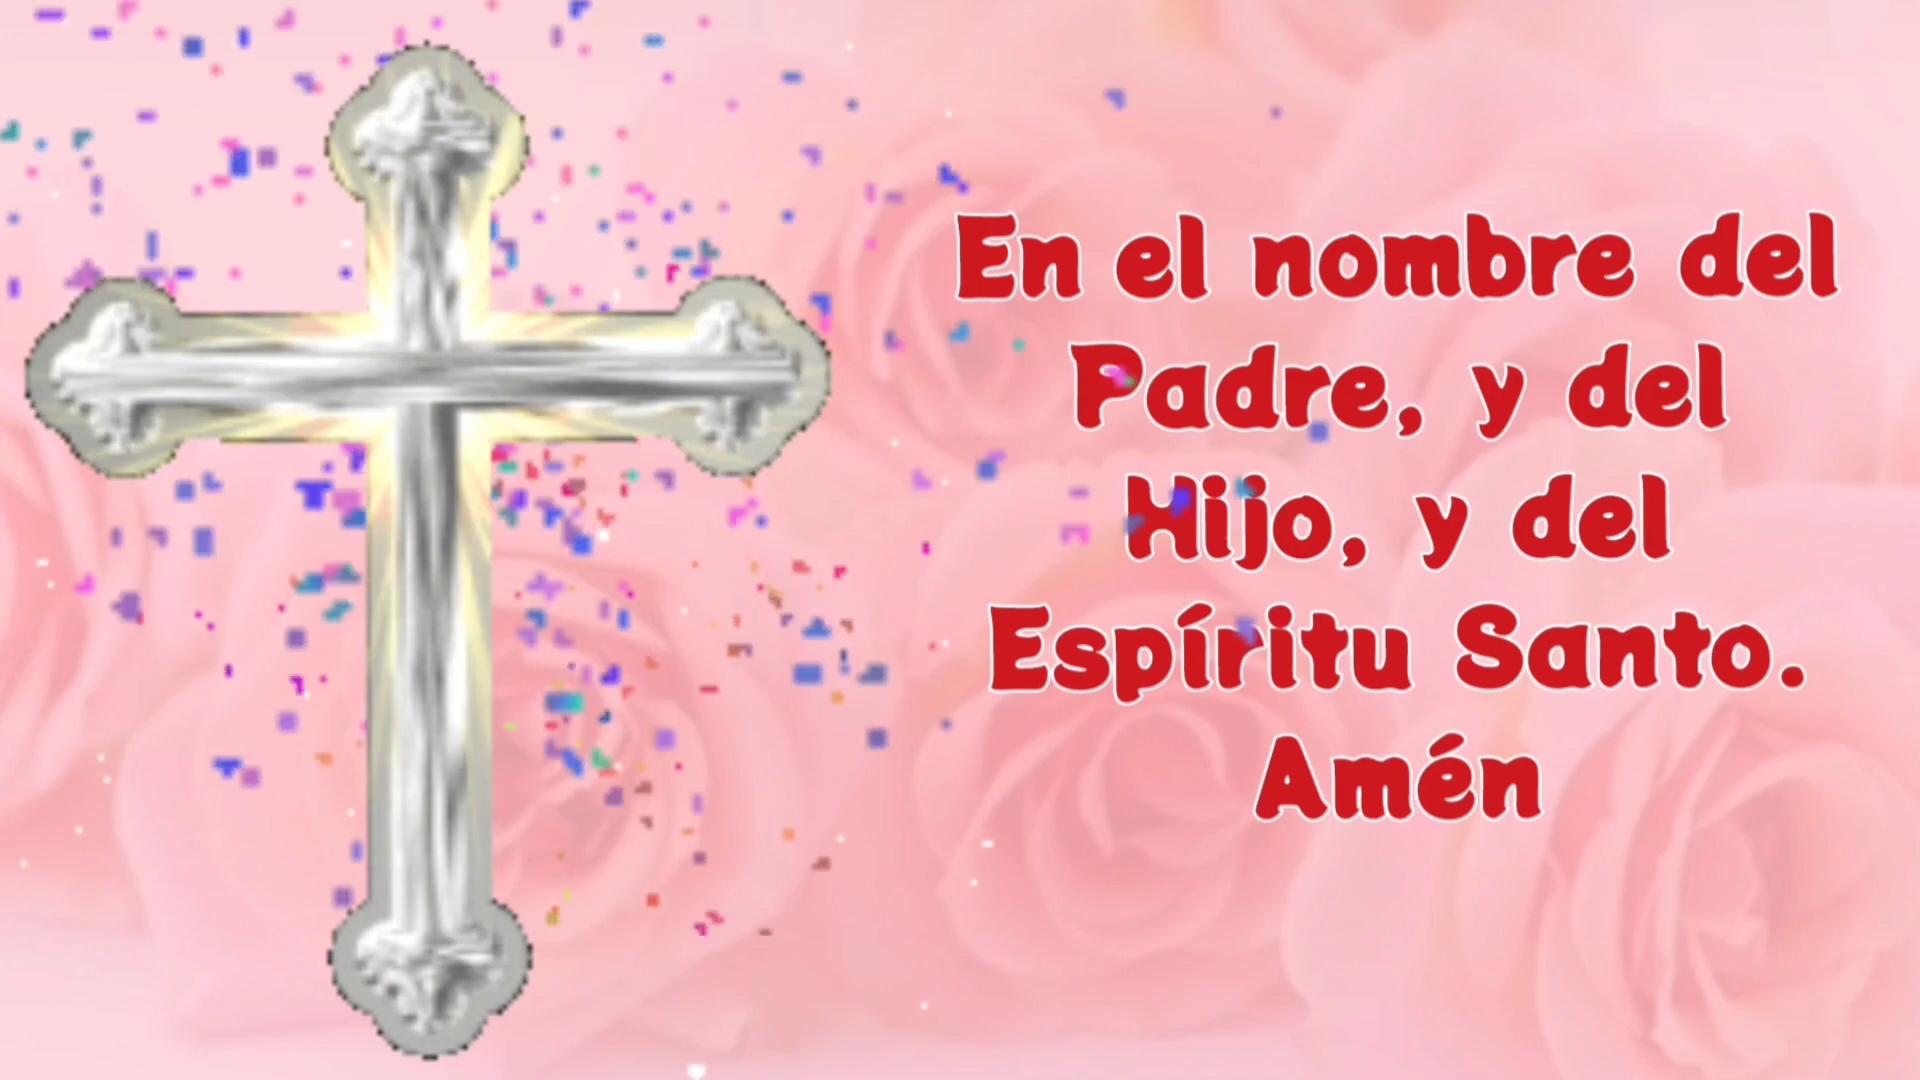 En el nombre del
Padre, y del
Hijo, y del
Espíritu Santo.
Amén